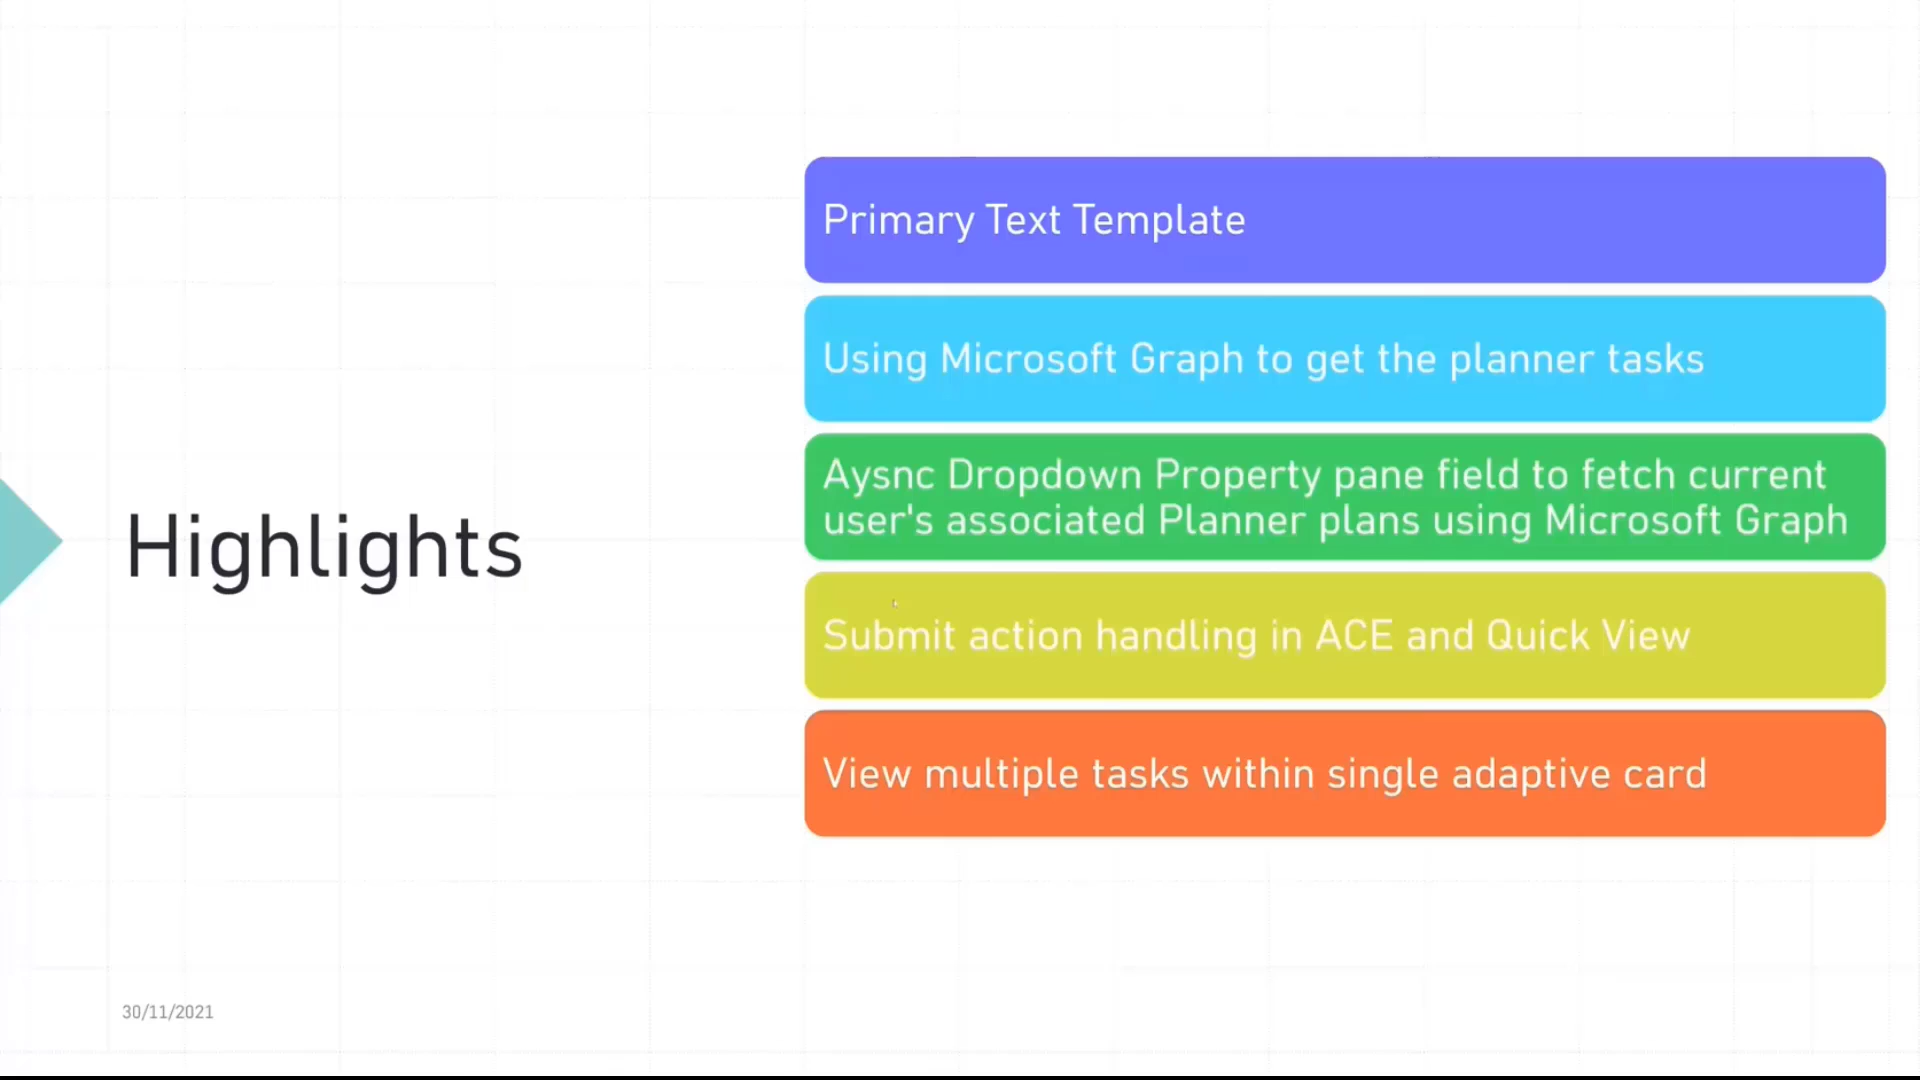 Highlights
Primary Text Template
Using Microsoft Graph to get the planner tasks
Aysnc Dropdown Property pane field to fetch current
user's associated Planner plans using Microsoft Graph
Submit action handling in ACE and Quick View
View multiple tasks within single adaptive card
30/11/2021